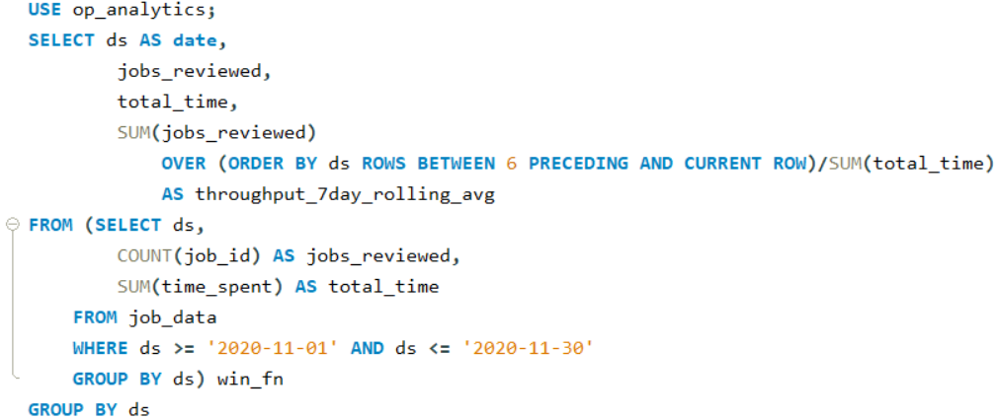 USE op_analytics;
SELECT ds AS date,
jobs_reviewed,
total_time,
SUM(jobs_reviewed)
OVER (ORDER BY ds ROWS BETWEEN 6 PRECEDING AND CURRENT ROW)/SUM(total_time)
AS throughput_7day_rolling_avg
FROM (SELECT ds,
COUNT(job_id) AS jobs_reviewed,
SUM(time_spent) AS total_time
FROM job_data
WHERE ds >= '2020-11-01' AND ds <= '2020-11-30'
GROUP BY ds) win_fn
GROUP BY ds